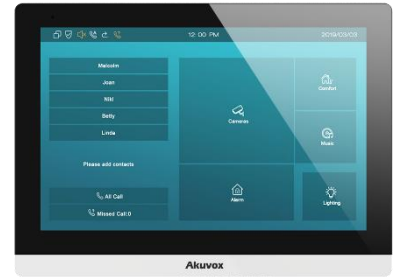 12:00 PM
2019/03/03
Malcolm
Joan
Niki
Betty
Linda
Please add contacts
All Call
Missed Call:0
Cameras
Comfort
Music
Alarm
Lighting
Akuvox